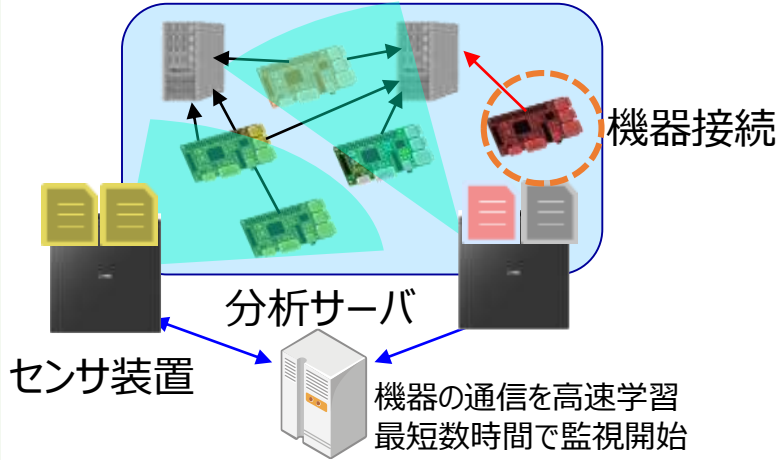 機器接続
分析サーバ
センサ装置
機器の通信を高速学習
最短数時間で監視開始